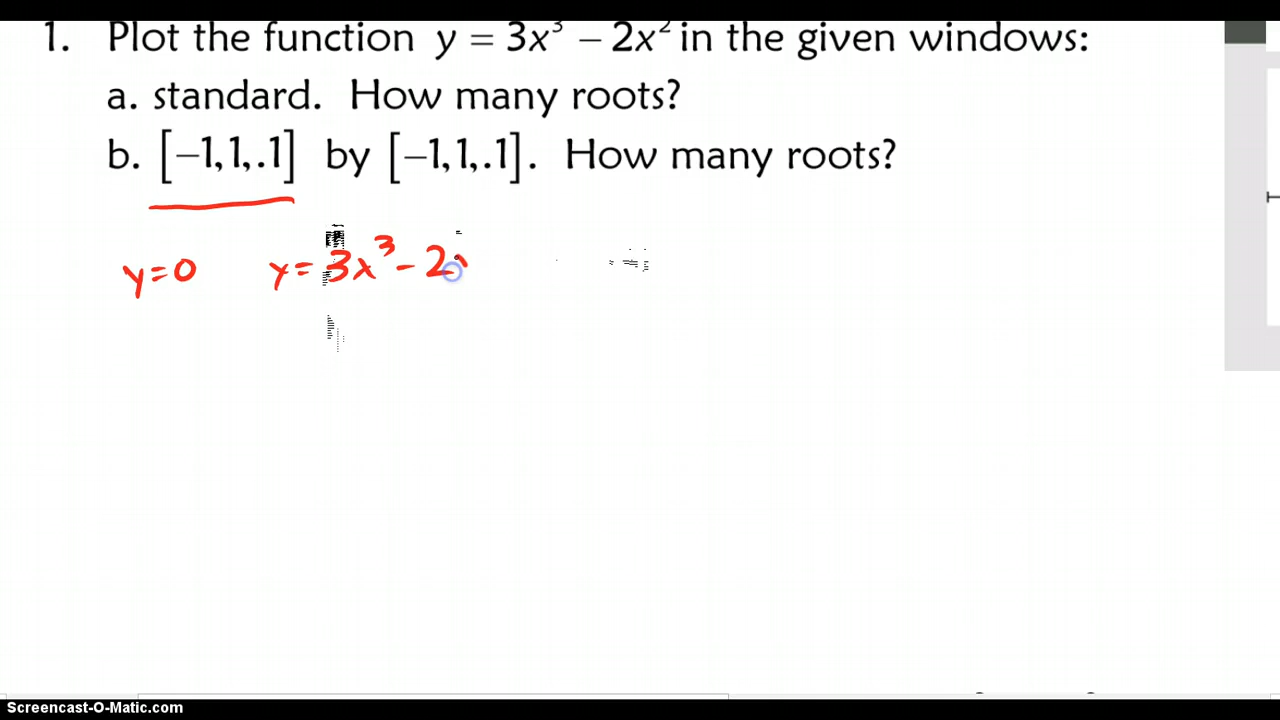 1. Plot the function y = 3x³ – 2x² in the given windows:
a. standard. How many roots?
b. [–1,1,.1] by [–1,1,.1]. How many roots?
y=0 y=3x³-2x
Screencast-O-Matic.com